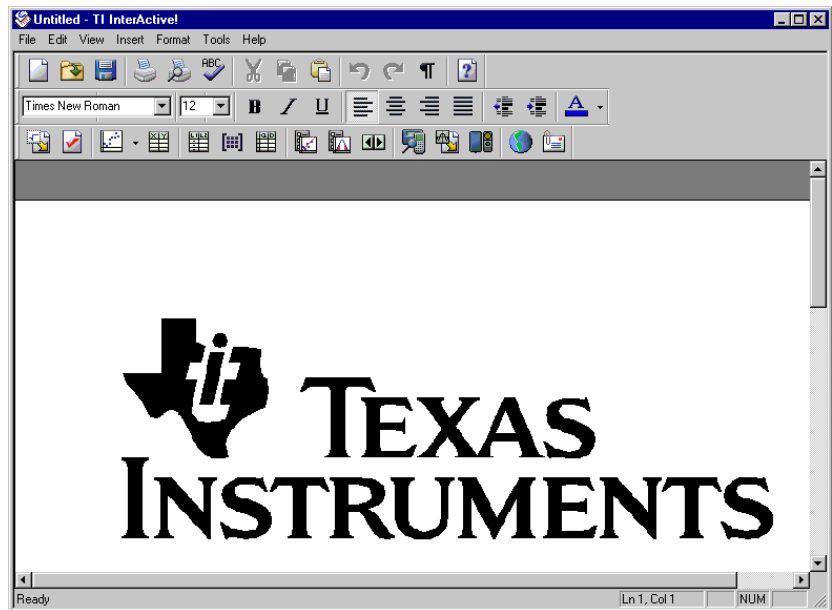 Untitled - TI InterActive!
File Edit View Insert Format Tools Help
ABC
Times New Roman 12 B I U A
TEXAS
INSTRUMENTS
Ready Ln 1, Col 1 NUM